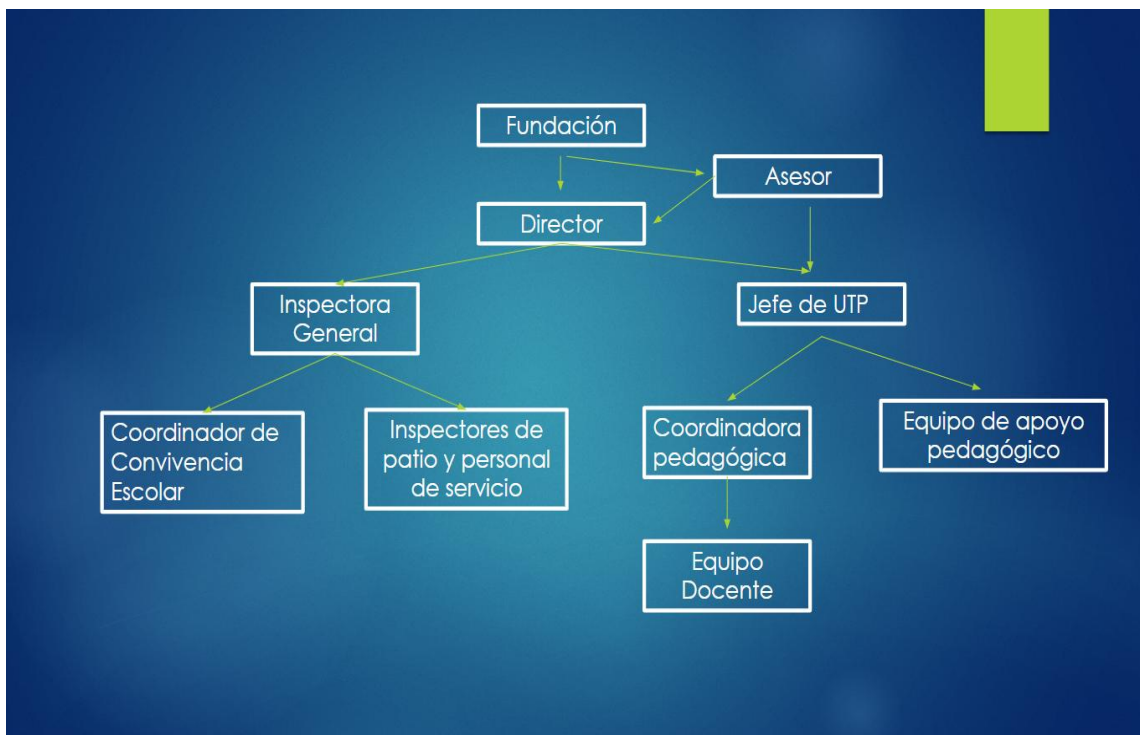 Fundación
Asesor
Director
Inspectora
General
Jefe de UTP
Coordinador de
Convivencia
Escolar
Inspectores de
patio y personal
de servicio
Coordinadora
pedagógica
Equipo de apoyo
pedagógico
Equipo
Docente